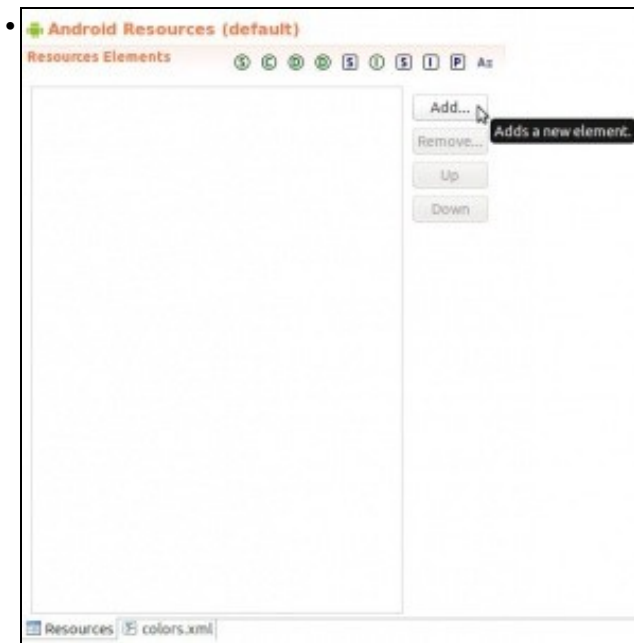 Android Resources (default)
Resources Elements
S C D D S I S I P Az
Add...
Adds a new element.
Remove...
Up
Down
Resources colors.xml